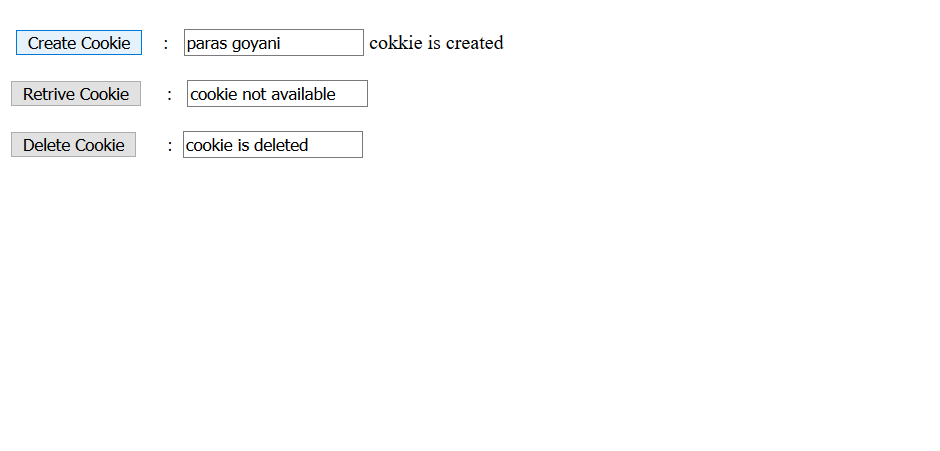 Create Cookie : paras goyani cokkie is created
Retrive Cookie : cookie not available
Delete Cookie : cookie is deleted